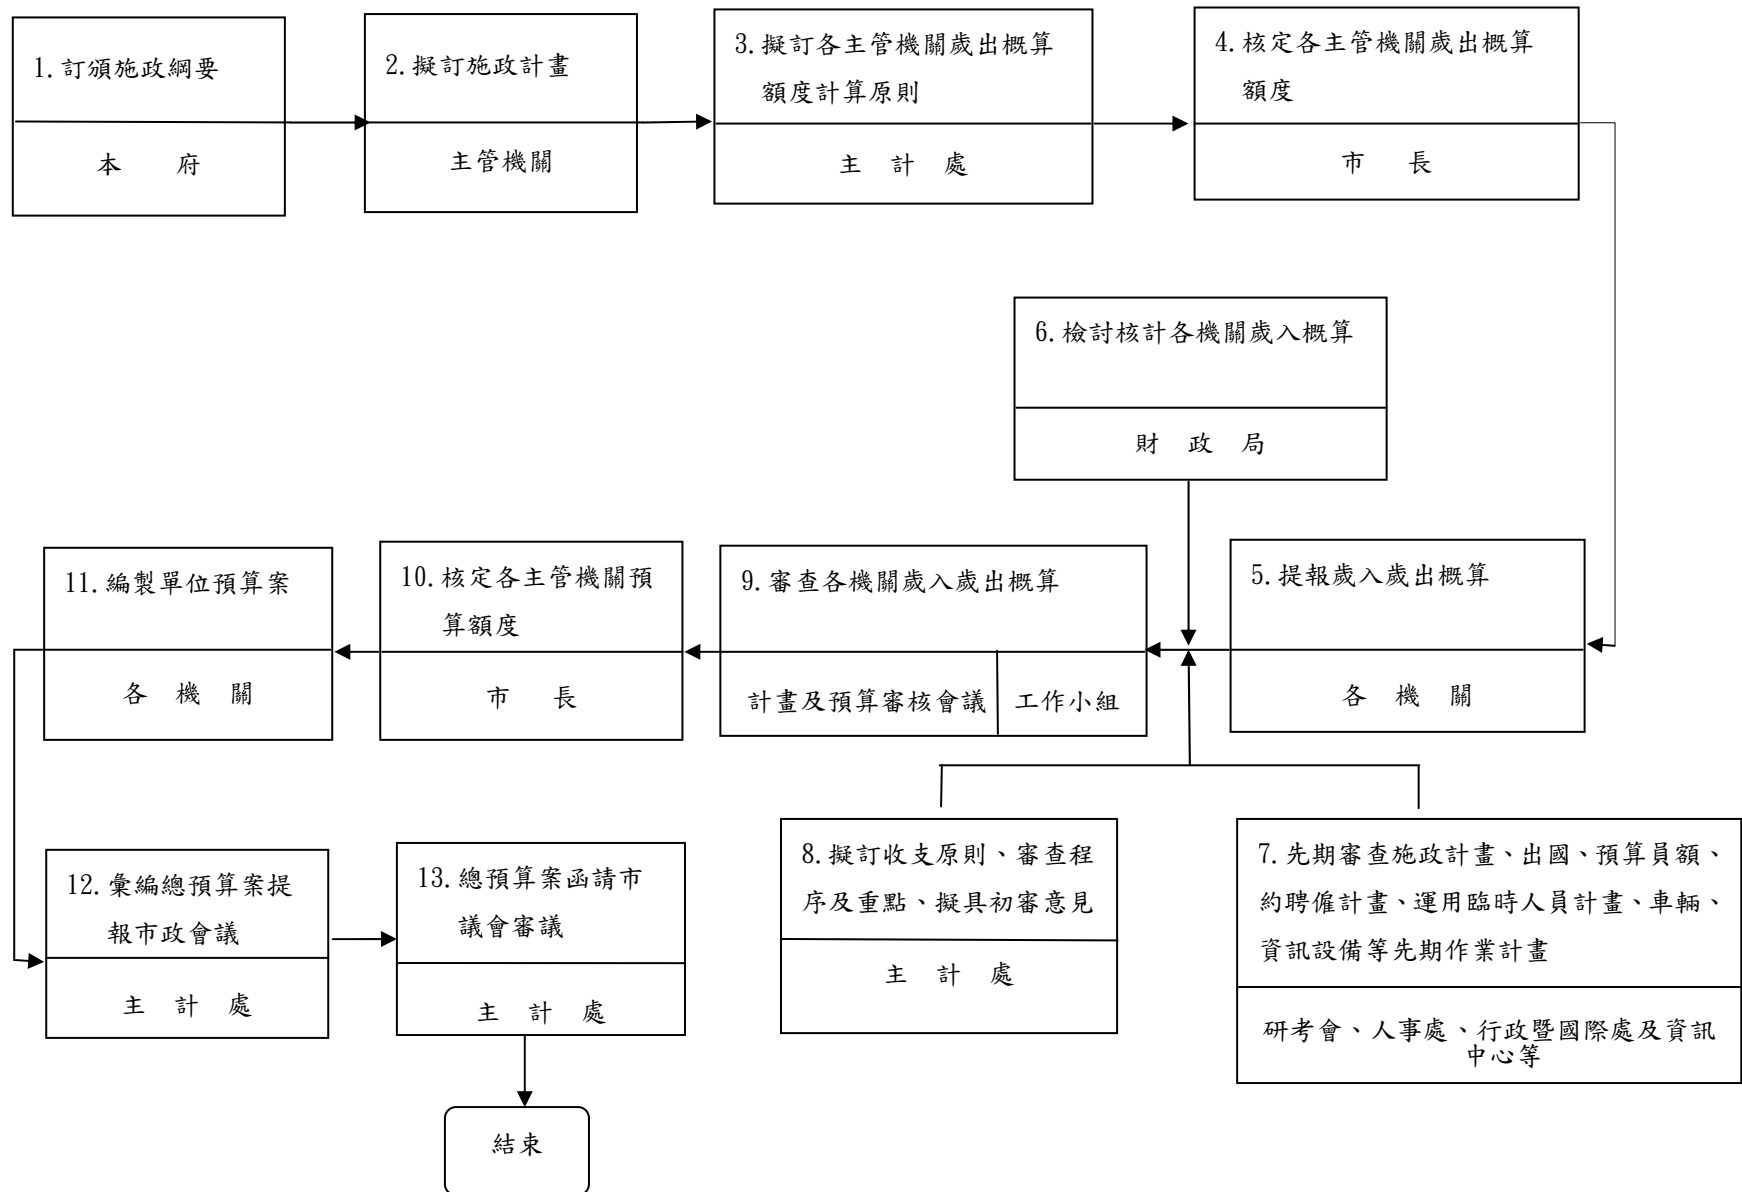 1.訂頒施政綱要
本 府
2.擬訂施政計畫
主管機關
3.擬訂各主管機關歲出概算
額度計算原則
主 計 處
4.核定各主管機關歲出概算
額度
市 長
6.檢討核計各機關歲入概算
財 政 局
5.提報歲入歲出概算
各 機 關
9.審查各機關歲入歲出概算
計畫及預算審核會議
工作小組
10.核定各主管機關預
算額度
市 長
11.編製單位預算案
各 機 關
8.擬訂收支原則、審查程
序及重點、擬具初審意見
主 計 處
7.先期審查施政計畫、出國、預算員額、
約聘僱計畫、運用臨時人員計畫、車輛、
資訊設備等先期作業計畫
研考會、人事處、行政暨國際處及資訊
中心等
12.彙編總預算案提
報市政會議
主 計 處
13.總預算案函請市
議會審議
主 計 處
結束